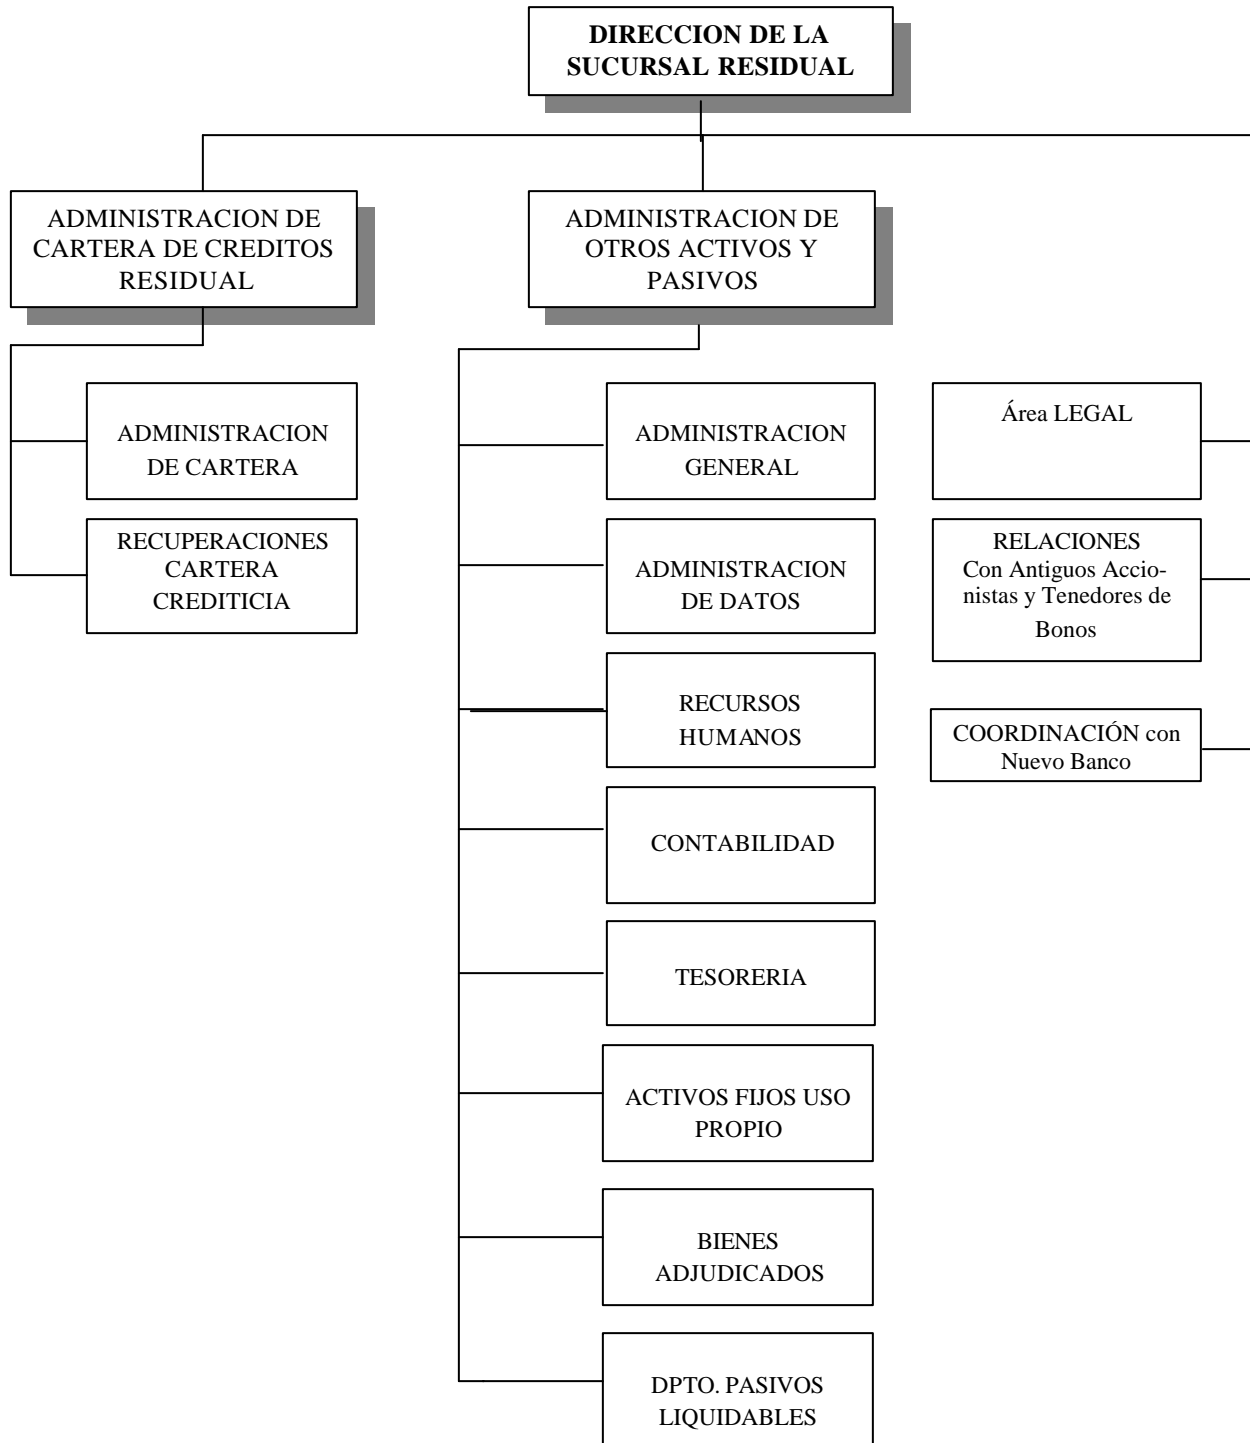 DIRECCION DE LA
SUCURSAL RESIDUAL
ADMINISTRACION DE
CARTERA DE CREDITOS
RESIDUAL
ADMINISTRACION DE
OTROS ACTIVOS Y
PASIVOS
ADMINISTRACION
DE CARTERA
RECUPERACIONES
CARTERA
CREDITICIA
ADMINISTRACION
GENERAL
ADMINISTRACION
DE DATOS
RECURSOS
HUMANOS
CONTABILIDAD
TESORERIA
ACTIVOS FIJOS USO
PROPIO
BIENES
ADJUDICADOS
DPTO. PASIVOS
LIQUIDABLES
Área LEGAL
RELACIONES
Con Antiguos Accio-
nistas y Tenedores de
Bonos
COORDINACIÓN con
Nuevo Banco